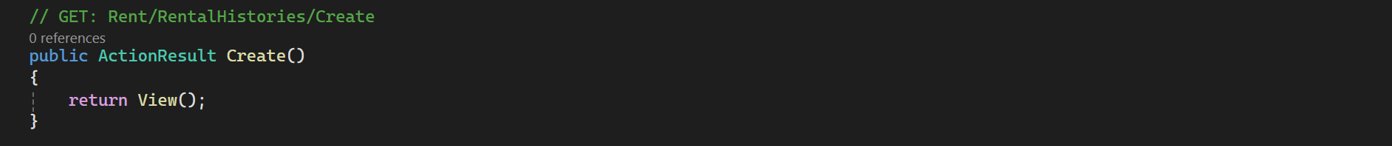 // GET: Rent/RentalHistories/Create
0 references
public ActionResult Create()
{
    return View();
}